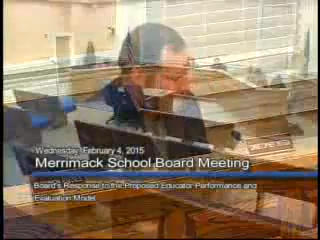 Wednesday, February 4, 2015
Merrimack School Board Meeting
Board's Response to the Proposed Educator Performance and
Evaluation Model